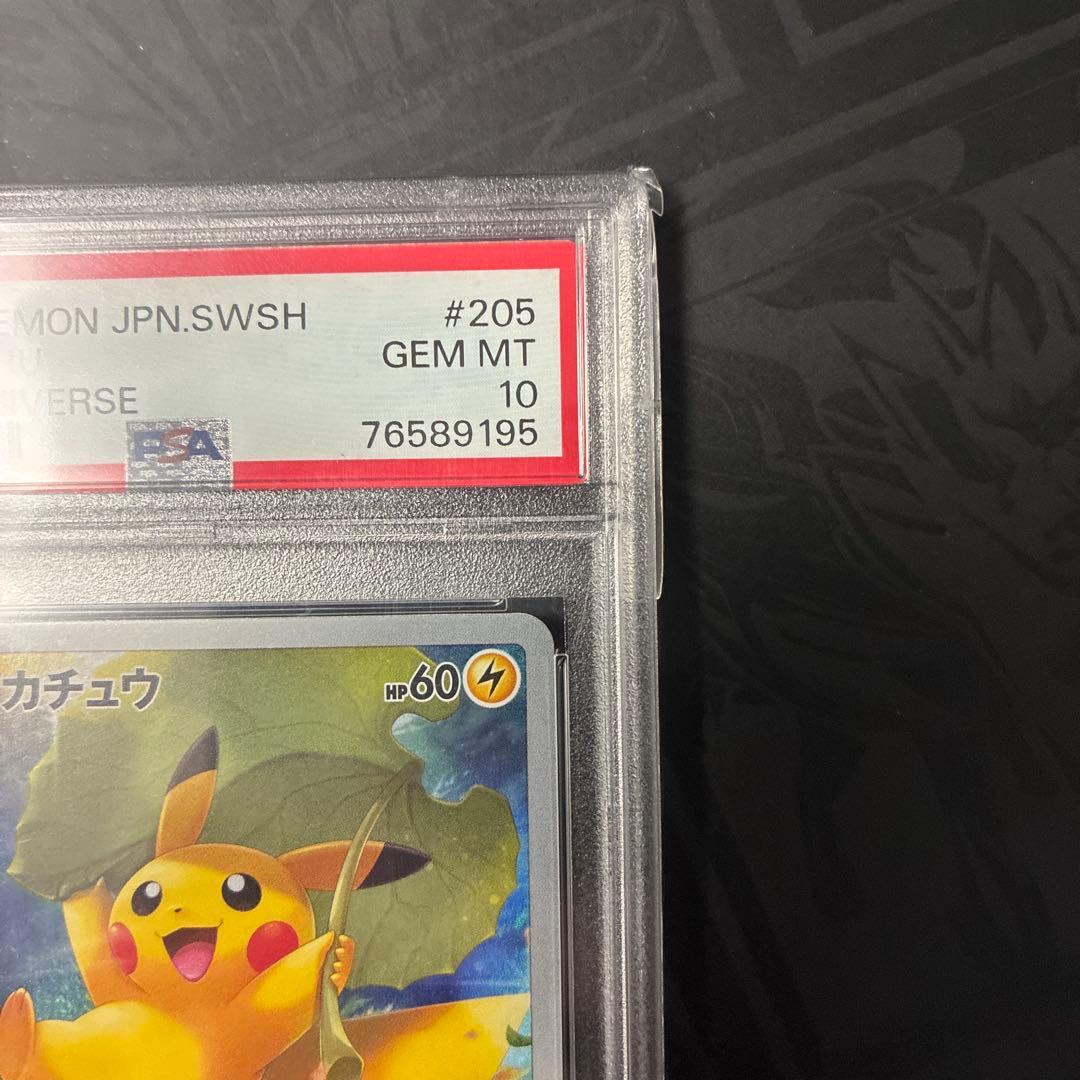 EMON JPN.SWSH #205
U GEM MT
IVERSE 10
PSA 76589195
カチュウ HP60